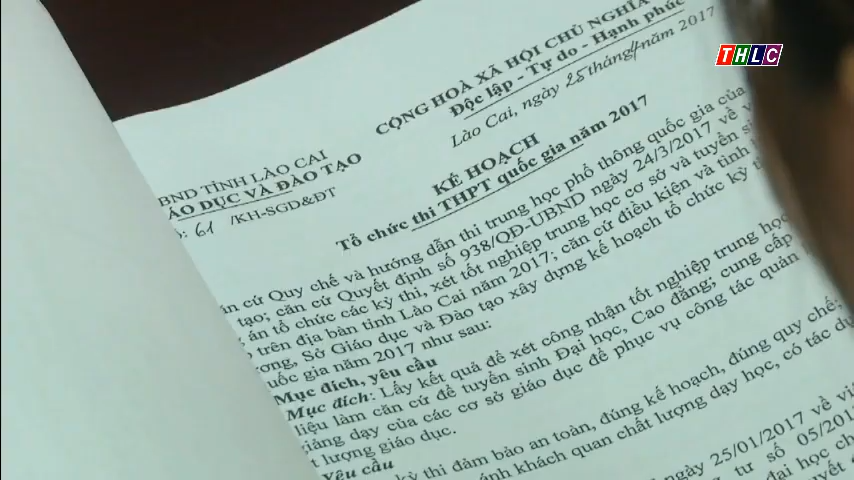 THLC
CỘNG HOÀ XÃ HỘI CHỦ NGHĨA
Độc lập - Tự do - Hạnh phúc
Lào Cai, ngày 25 tháng 4 năm 2017
BND TỈNH LÀO CAI
ÁO DỤC VÀ ĐÀO TẠO
: 61 /KH-SGD&ĐT
KẾ HOẠCH
Tổ chức thi THPT quốc gia năm 2017
ăn cứ Quy chế và hướng dẫn thi trung học phổ thông quốc gia của
tạo; căn cứ Quyết định số 938/QĐ-UBND ngày 24/3/2017 về
án tổ chức các kỳ thi, xét tốt nghiệp trung học cơ sở và tuyển
trên địa bàn tỉnh Lào Cai năm 2017; căn cứ điều kiện và tình
ơng, Sở Giáo dục và Đào tạo xây dựng kế hoạch tổ chức kỳ
uốc gia năm 2017 như sau:
Mục đích, yêu cầu
Mục đích: Lấy kết quả để xét công nhận tốt nghiệp trung học
liệu làm căn cứ để tuyển sinh Đại học, Cao đẳng; cung cấp
iảng dạy của các cơ sở giáo dục để phục vụ công tác quản
t lượng giáo dục.
Yêu cầu
kỳ thi đảm bảo an toàn, đúng kế hoạch, đúng quy chế;
ánh khách quan chất lượng dạy học, có tác
ngày 25/01/2017 về
tư số 05/201
đại học